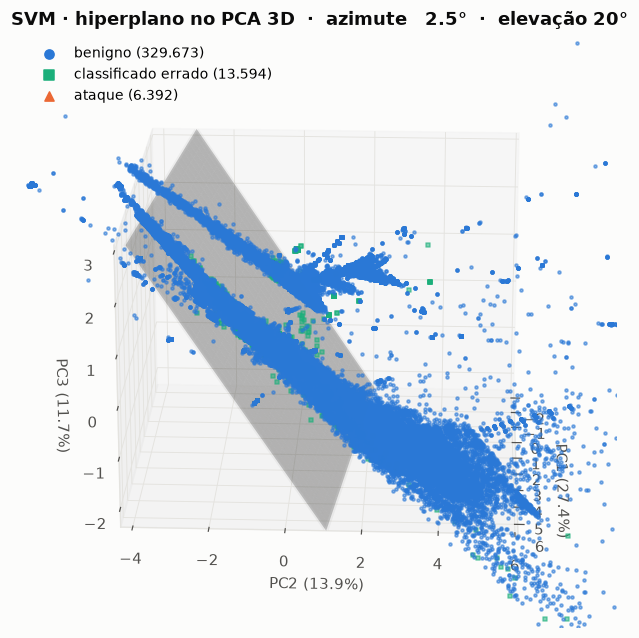 SVM · hiperplano no PCA 3D · azimute 2.5° · elevação 20°
benigno (329.673)
classificado errado (13.594)
ataque (6.392)
3
2
1
0
−1
−2
PC3 (11.7%)
−4
−2
0
2
4
6
PC2 (13.9%)
5
6
PC1 (27.4%)